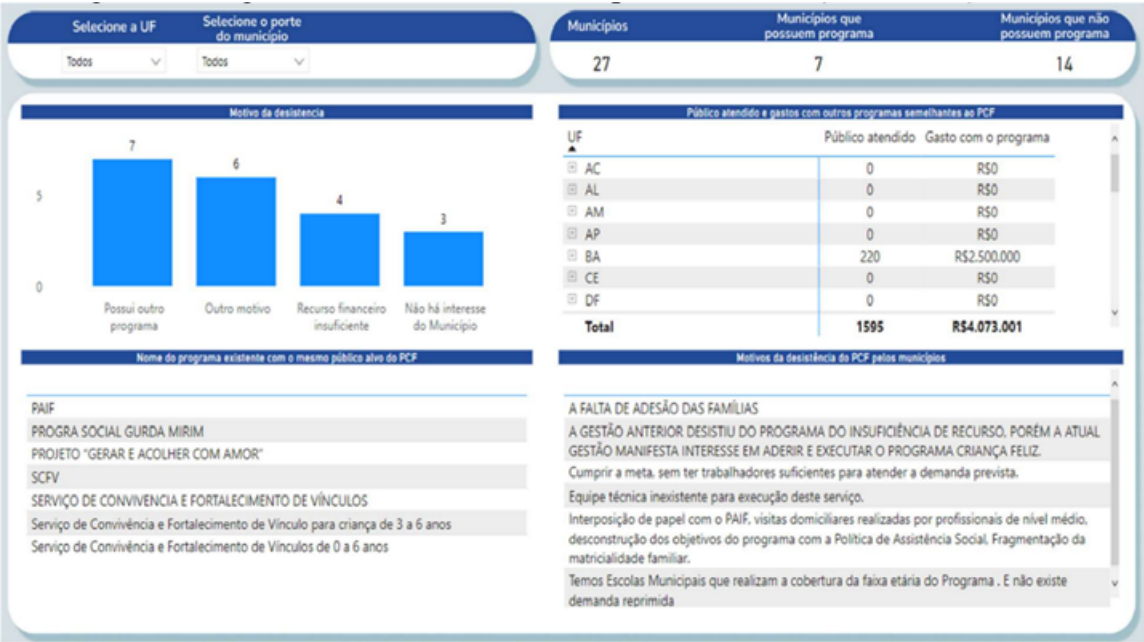 Selecione a UF
Selecione o porte
do município
Todos
Todos
Municípios
Municípios que
possuem programa
Municípios que não
possuem programa
27
7
14
Motivo da desistencia
5
0
7
6
4
3
Possui outro
programa
Outro motivo
Recurso financeiro
insuficiente
Não há interesse
do Município
Público atendido e gastos com outros programas semelhantes ao PCF
UF Público atendido Gasto com o programa
AC 0 R$0
AL 0 R$0
AM 0 R$0
AP 0 R$0
BA 220 R$2.500.000
CE 0 R$0
DF 0 R$0
Total 1595 R$4.073.001
Nome do programa existente com o mesmo público alvo do PCF
PAIF
PROGRA SOCIAL GURDA MIRIM
PROJETO "GERAR E ACOLHER COM AMOR"
SCFV
SERVIÇO DE CONVIVENCIA E FORTALECIMENTO DE VÍNCULOS
Serviço de Convivência e Fortalecimento de Vínculo para criança de 3 a 6 anos
Serviço de Convivência e Fortalecimento de Vínculos de 0 a 6 anos
Motivos da desistência do PCF pelos municípios
A FALTA DE ADESÃO DAS FAMÍLIAS
A GESTÃO ANTERIOR DESISTIU DO PROGRAMA DO INSUFICIÊNCIA DE RECURSO, PORÉM A ATUAL
GESTÃO MANIFESTA INTERESSE EM ADERIR E EXECUTAR O PROGRAMA CRIANÇA FELIZ.
Cumprir a meta, sem ter trabalhadores suficientes para atender a demanda prevista.
Equipe técnica inexistente para execução deste serviço.
Interposição de papel com o PAIF, visitas domiciliares realizadas por profissionais de nível médio,
desconstrução dos objetivos do programa com a Política de Assistência Social, Fragmentação da
matricialidade familiar.
Temos Escolas Municipais que realizam a cobertura da faixa etária do Programa . E não existe
demanda reprimida